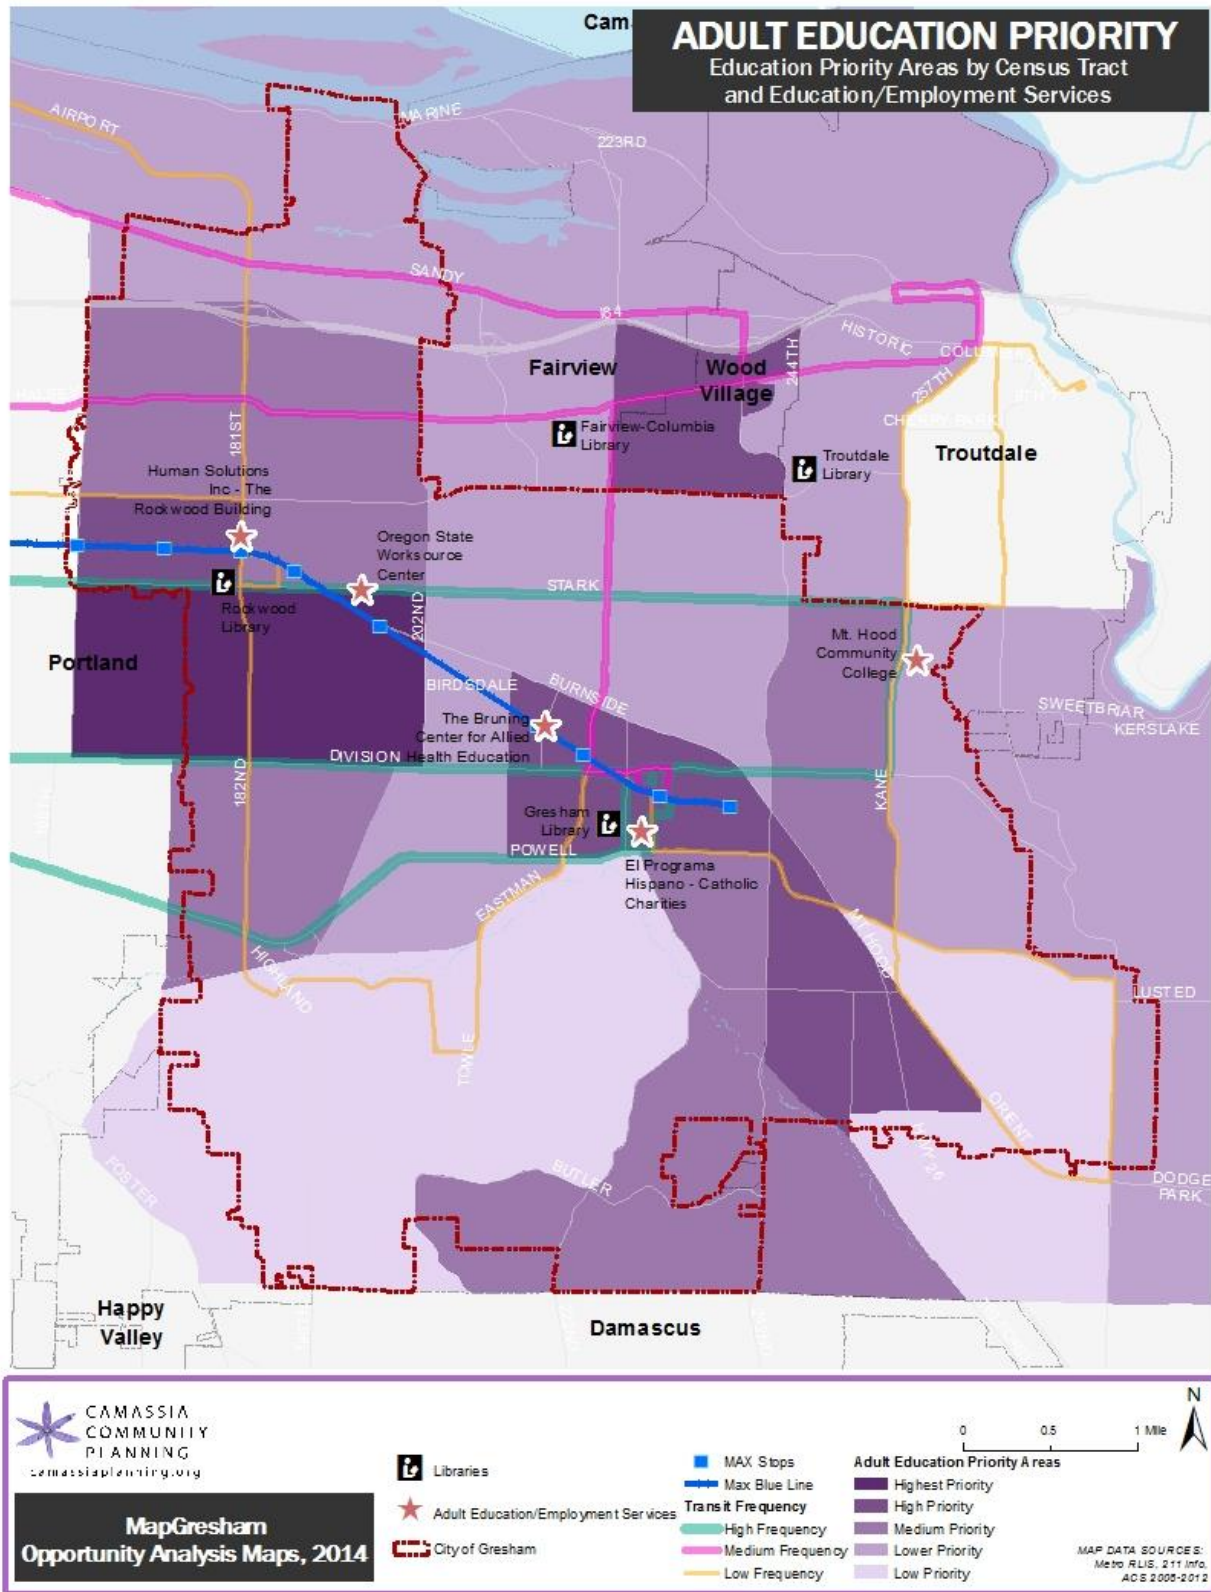 Cam
ADULT EDUCATION PRIORITY
Education Priority Areas by Census Tract
and Education/Employment Services
AIRPORT
MARINE
223RD
SANDY
I84
HISTORIC
Fairview
Wood
Village
244TH
257TH
CHERRY PARK
181ST
Fairview-Columbia
Library
Troutdale
Troutdale
Library
Human Solutions
Inc - The
Rockwood Building
Oregon State
Worksource
Center
STARK
Rockwood
Library
202ND
Mt. Hood
Community
College
Portland
BIRDSDALE
BURNSIDE
SWEETBRIAR
KERSLAKE
The Bruning
Center for Allied
Health Education
DIVISION
182ND
KANE
Gresham
Library
POWELL
El Programa
Hispano - Catholic
Charities
EASTMAN
MT HOOD
HIGHLAND
LUSTED
TOWLE
ORIENT
HWY 26
FOSTER
BUTLER
DODGE
PARK
Happy
Valley
Damascus
CAMASSIA
COMMUNITY
PLANNING
camassiaplanning.org
MapGresham
Opportunity Analysis Maps, 2014
Libraries
Adult Education/Employment Services
City of Gresham
MAX Stops
Max Blue Line
Transit Frequency
High Frequency
Medium Frequency
Low Frequency
0 0.5 1 Mile
N
Adult Education Priority Areas
Highest Priority
High Priority
Medium Priority
Lower Priority
Low Priority
MAP DATA SOURCES:
Metro RLIS, 211 Info,
ACS 2008-2012